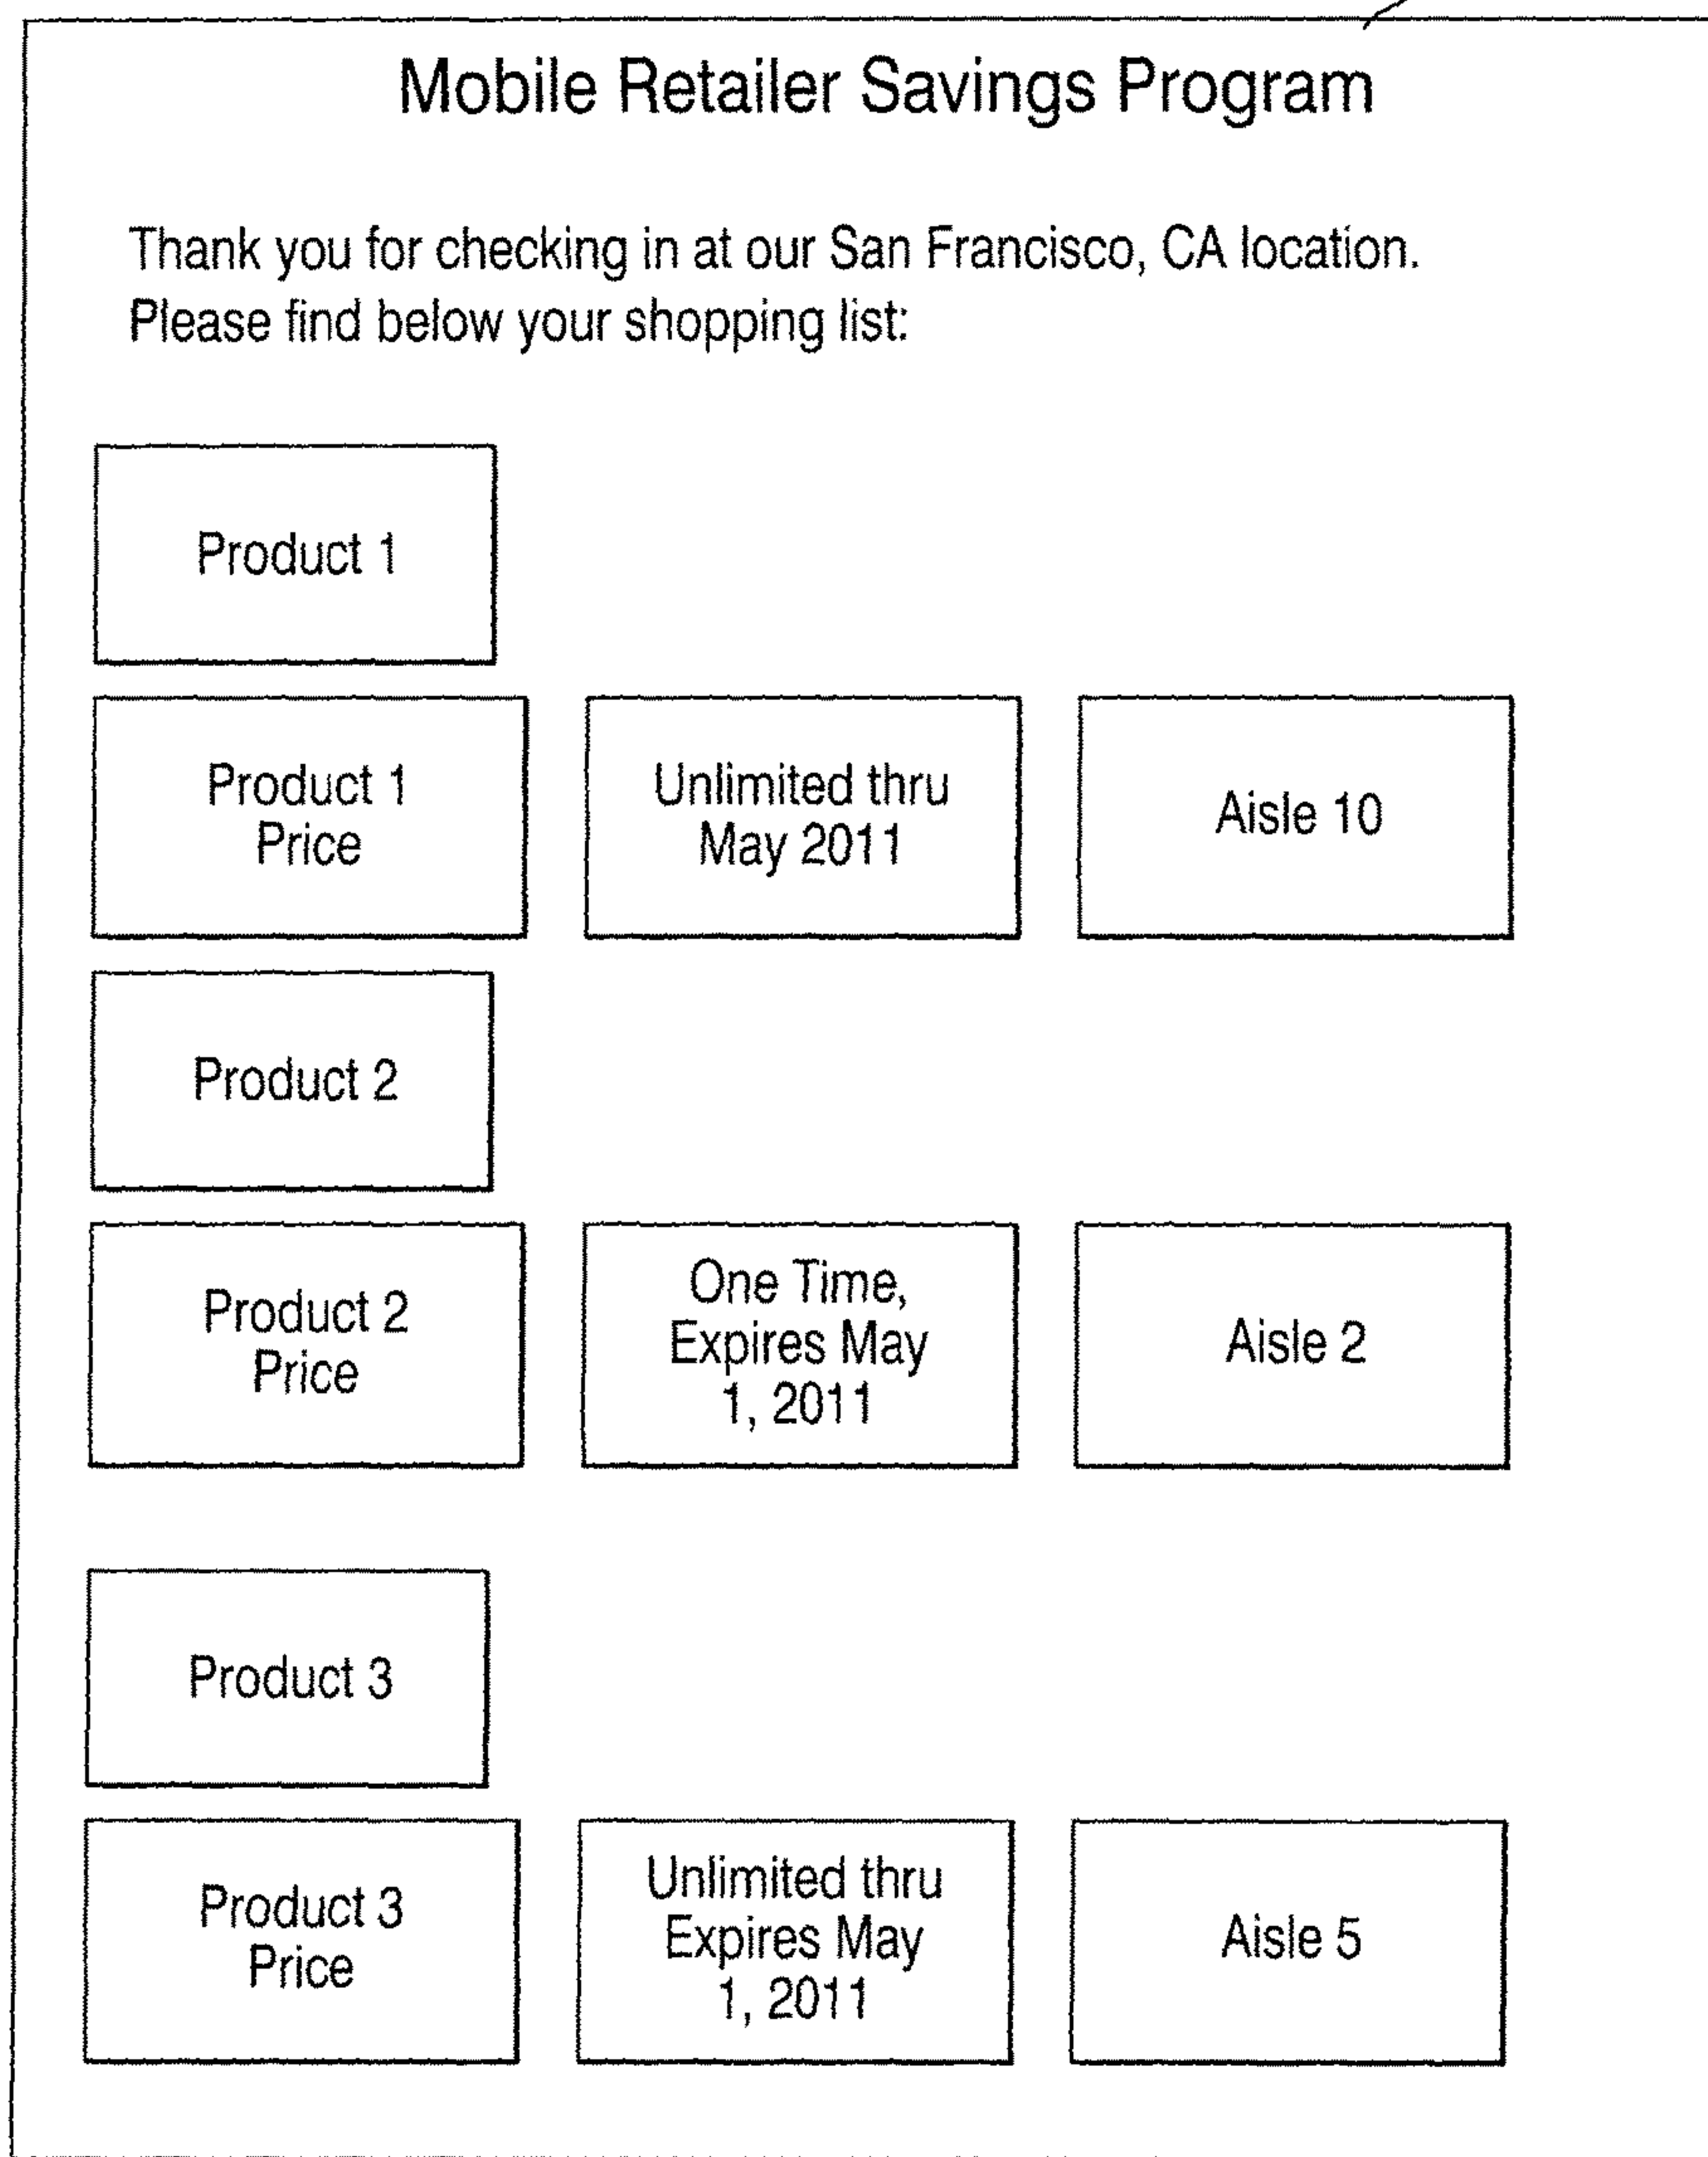 Mobile Retailer Savings Program
Thank you for checking in at our San Francisco, CA location.
Please find below your shopping list:
Product 1
Product 1
Price
Unlimited thru
May 2011
Aisle 10
Product 2
Product 2
Price
One Time,
Expires May
1, 2011
Aisle 2
Product 3
Product 3
Price
Unlimited thru
Expires May
1, 2011
Aisle 5